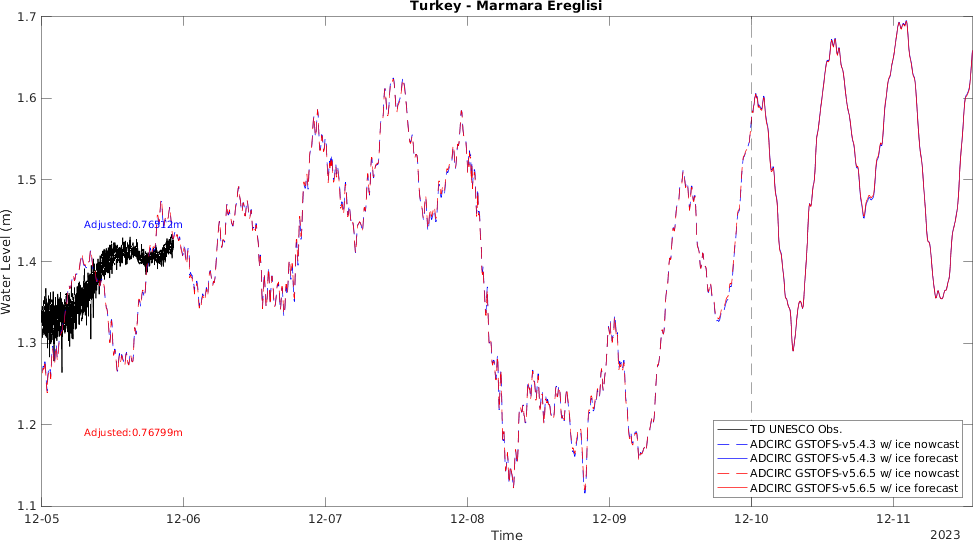 Turkey - Marmara Ereglisi
1.7
1.6
1.5
1.4
1.3
1.2
1.1
Water Level (m)
Adjusted:0.76912m
Adjusted:0.76799m
TD UNESCO Obs.
ADCIRC GSTOFS-v5.4.3 w/ ice nowcast
ADCIRC GSTOFS-v5.4.3 w/ ice forecast
ADCIRC GSTOFS-v5.6.5 w/ ice nowcast
ADCIRC GSTOFS-v5.6.5 w/ ice forecast
12-05
12-06
12-07
12-08
12-09
12-10
12-11
Time
2023